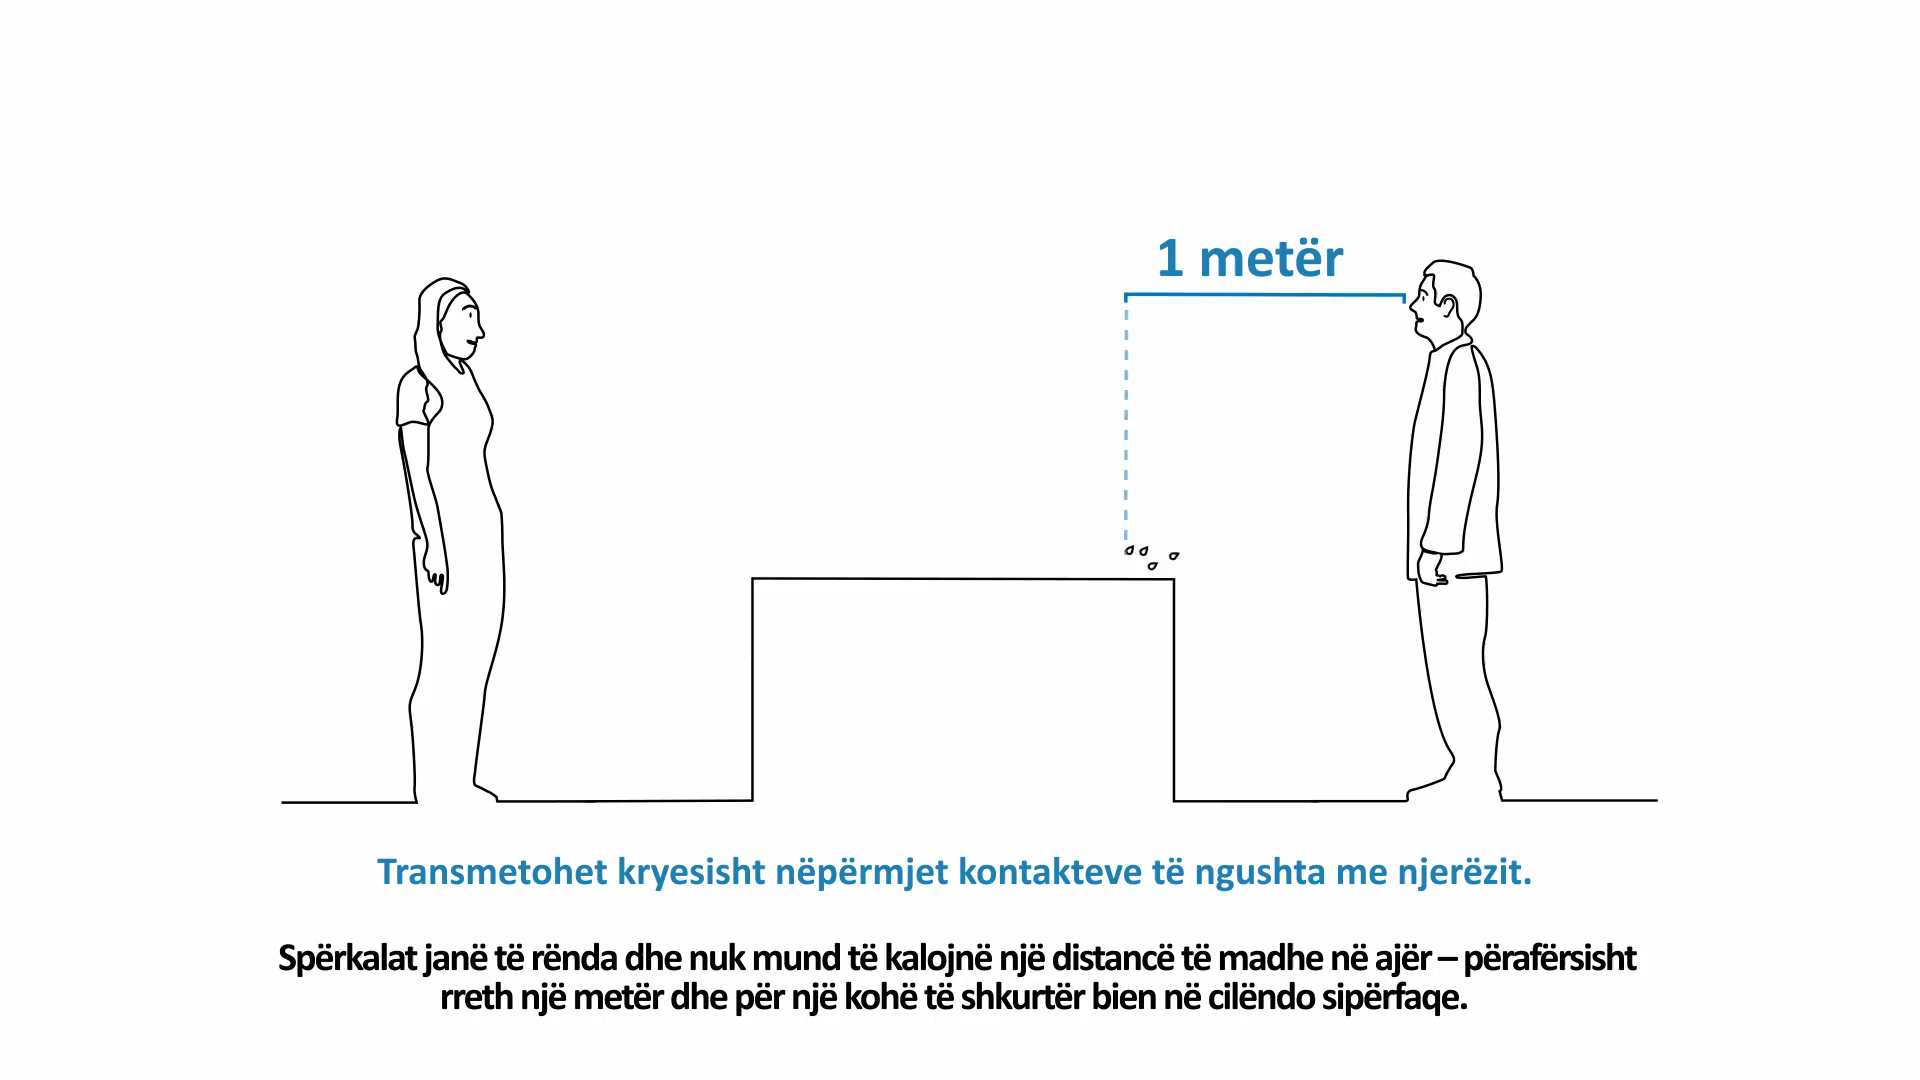 1 metër
Transmetohet kryesisht nëpërmjet kontakteve të ngushta me njerëzit.
Spërkalat janë të rënda dhe nuk mund të kalojnë një distancë të madhe në ajër – përafërsisht
rreth një metër dhe për një kohë të shkurtër bien në cilëndo sipërfaqe.